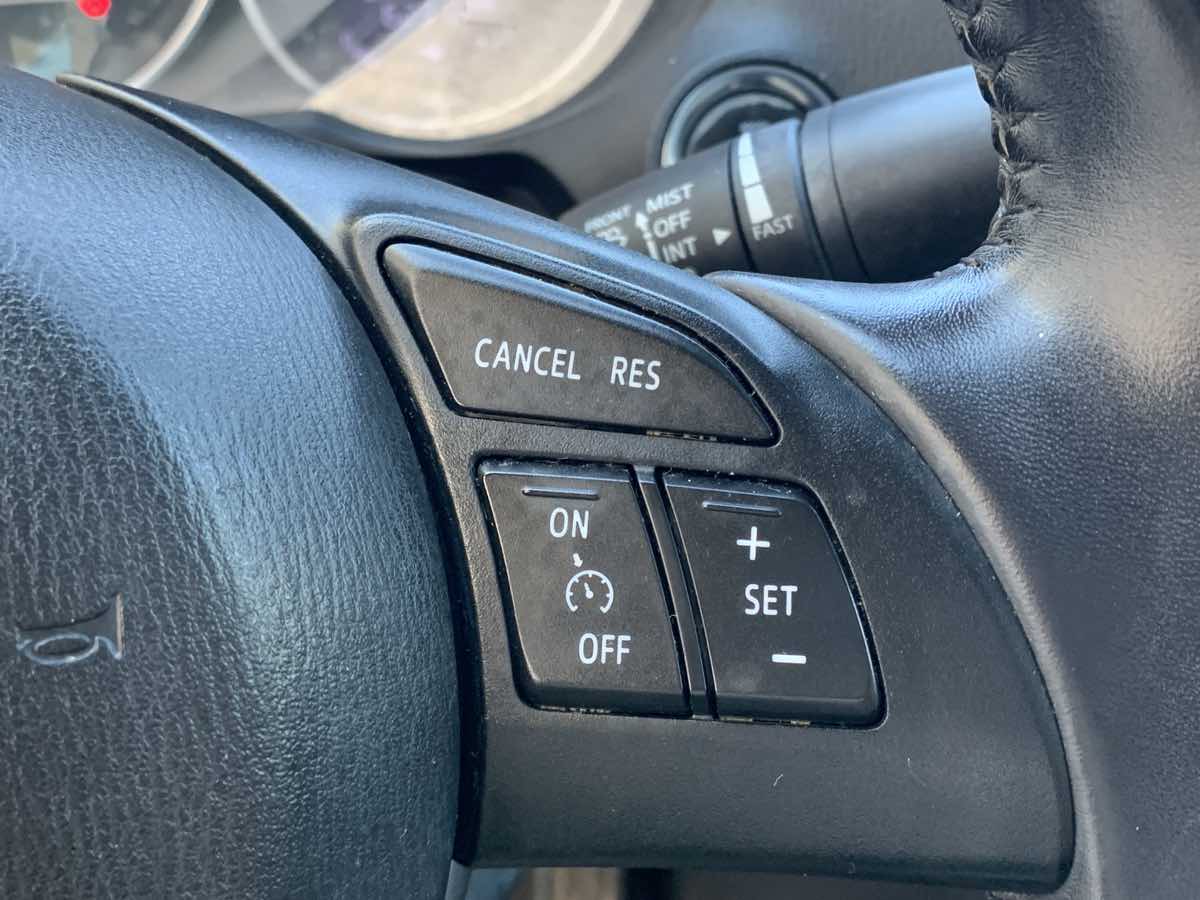 FRONT
MIST
OFF
INT
FAST
CANCEL RES
ON
OFF
+
SET
−